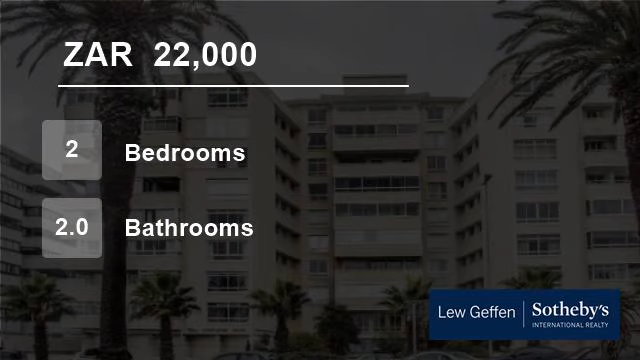 ZAR 22,000
2
Bedrooms
2.0
Bathrooms
Lew Geffen
Sotheby's
INTERNATIONAL REALTY